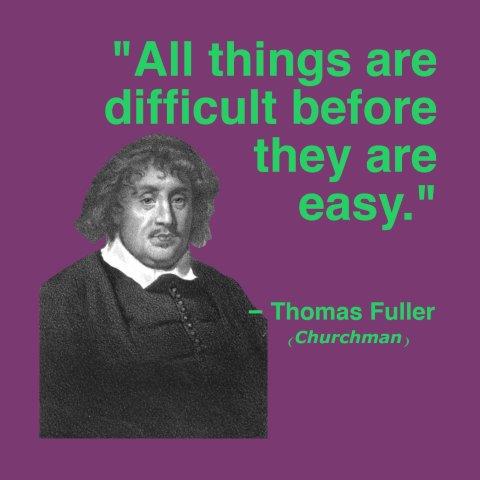 "All things are
difficult before
they are
easy."
– Thomas Fuller
(Churchman)